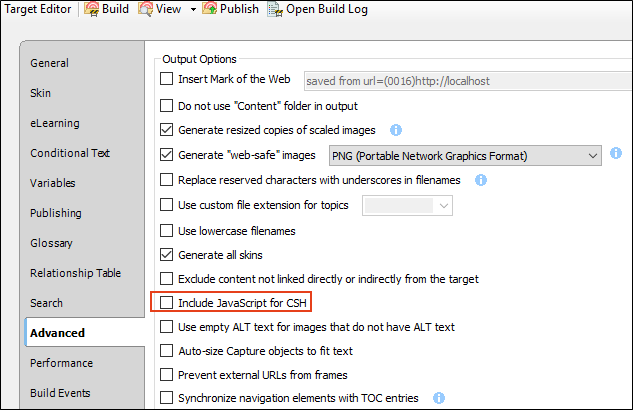 Target Editor Build View Publish Open Build Log
General
Skin
eLearning
Conditional Text
Variables
Publishing
Glossary
Relationship Table
Search
Advanced
Performance
Build Events
Output Options
Insert Mark of the Web saved from url=(0016)http://localhost
Do not use "Content" folder in output
Generate resized copies of scaled images
Generate "web-safe" images PNG (Portable Network Graphics Format)
Replace reserved characters with underscores in filenames
Use custom file extension for topics
Use lowercase filenames
Generate all skins
Exclude content not linked directly or indirectly from the target
Include JavaScript for CSH
Use empty ALT text for images that do not have ALT text
Auto-size Capture objects to fit text
Prevent external URLs from frames
Synchronize navigation elements with TOC entries